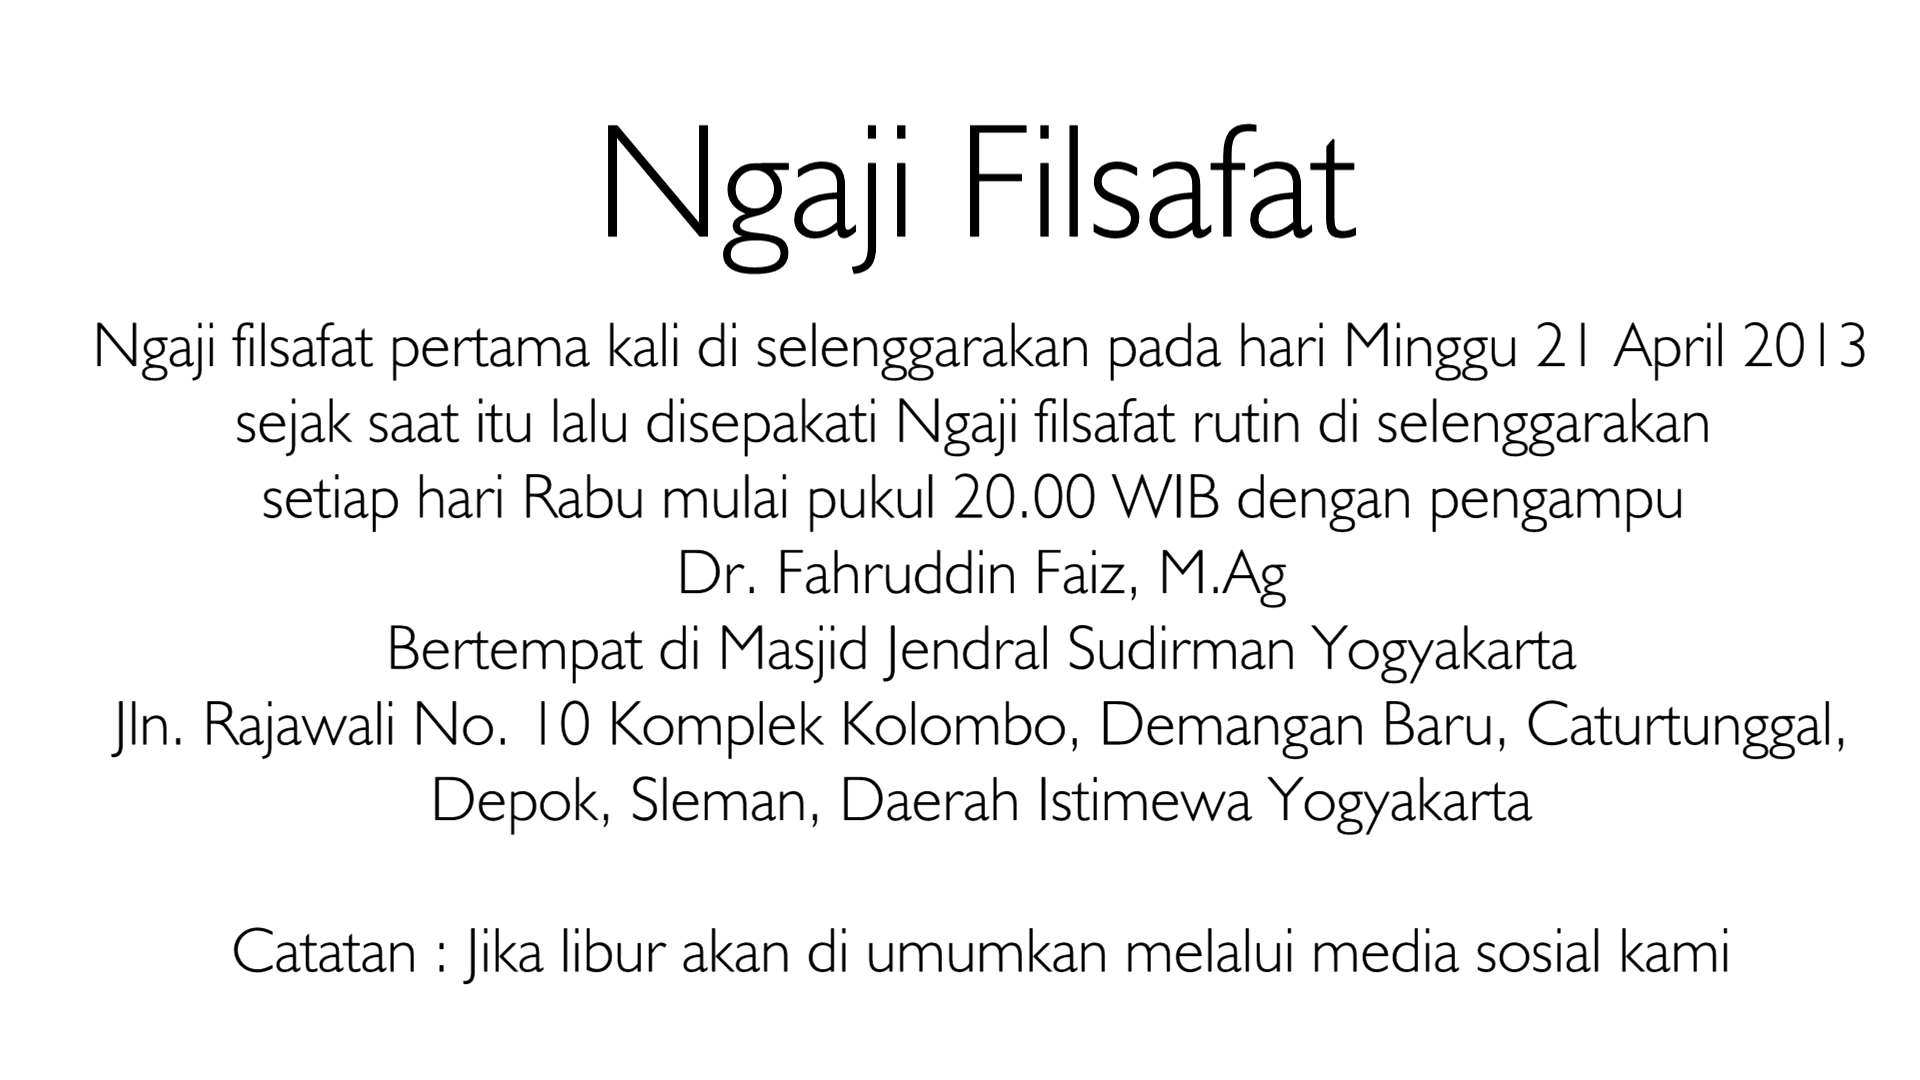 Ngaji Filsafat
Ngaji filsafat pertama kali di selenggarakan pada hari Minggu 21 April 2013
sejak saat itu lalu disepakati Ngaji filsafat rutin di selenggarakan
setiap hari Rabu mulai pukul 20.00 WIB dengan pengampu
Dr. Fahruddin Faiz, M.Ag
Bertempat di Masjid Jendral Sudirman Yogyakarta
Jln. Rajawali No. 10 Komplek Kolombo, Demangan Baru, Caturtunggal,
Depok, Sleman, Daerah Istimewa Yogyakarta
Catatan : Jika libur akan di umumkan melalui media sosial kami